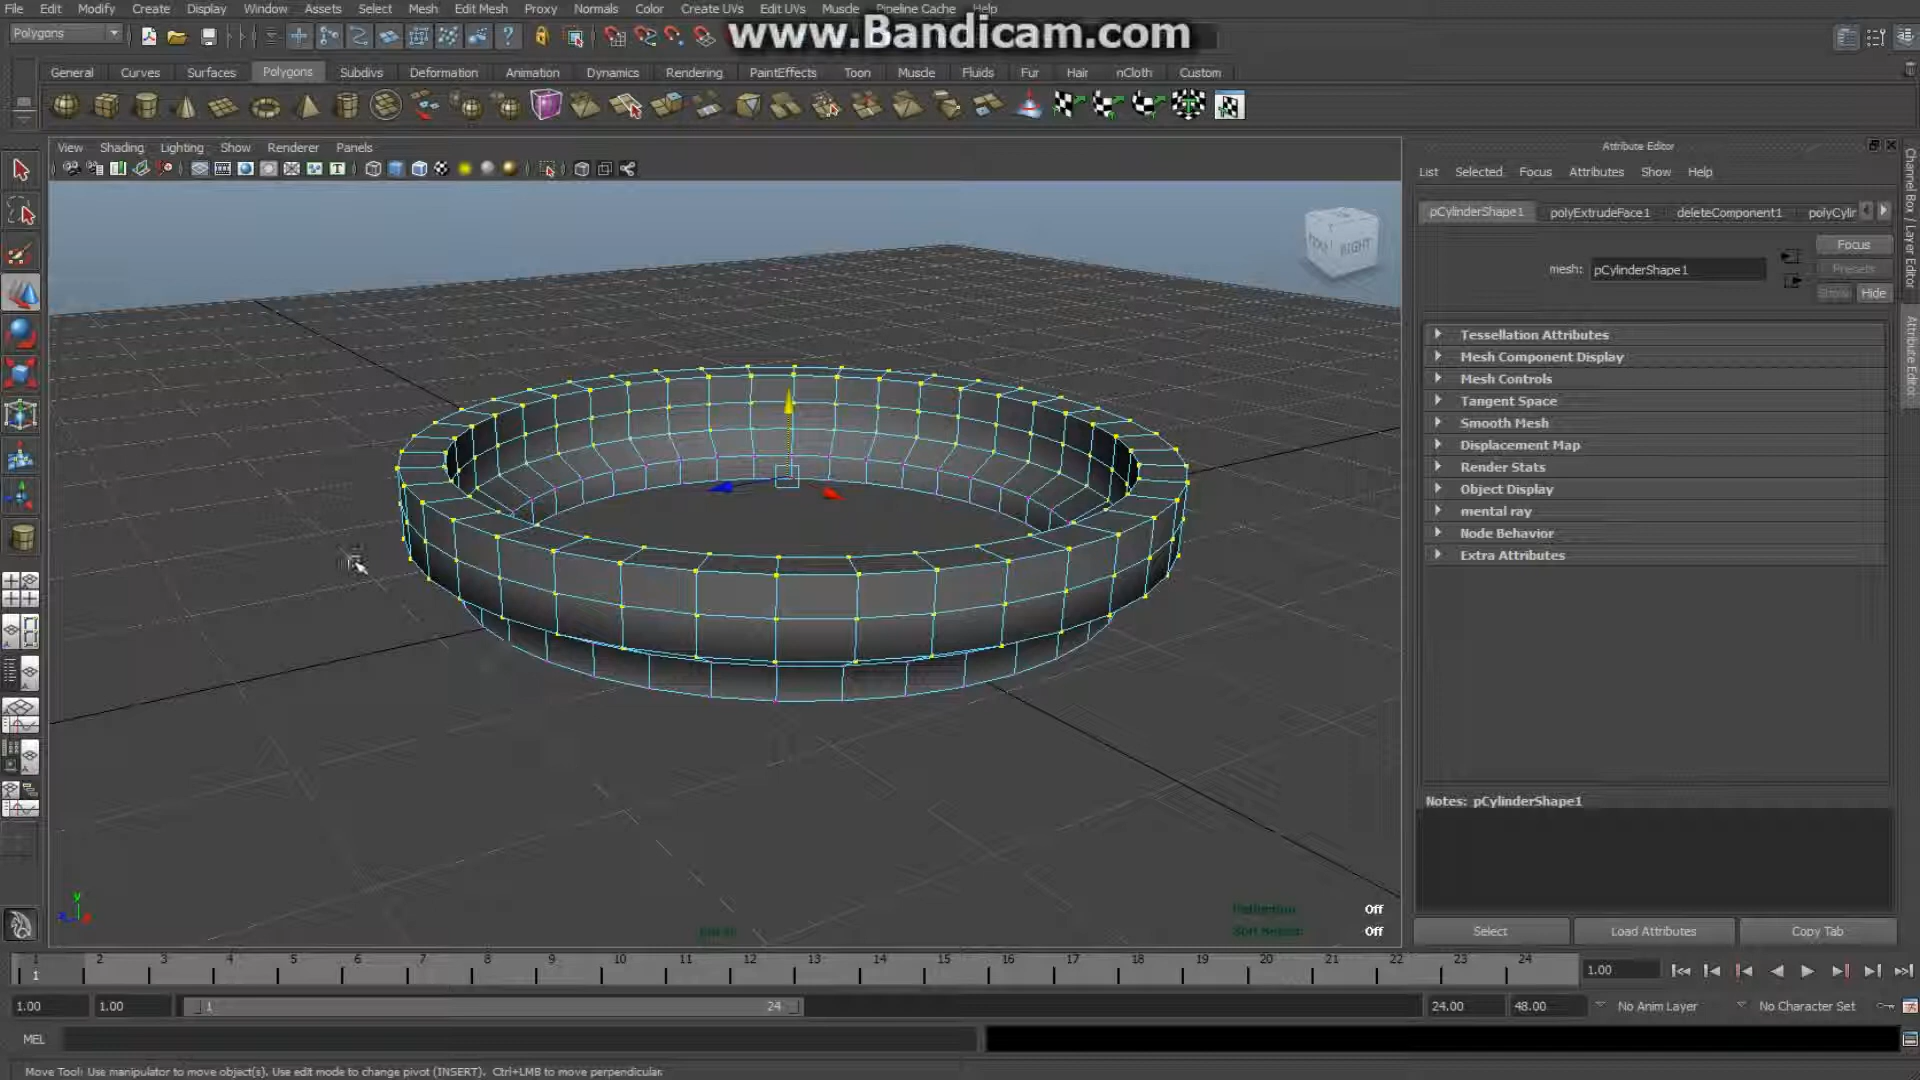 File Edit Modify Create Display Window Assets Select Mesh Edit Mesh Proxy Normals Color Create UVs Edit UVs Muscle Pipeline Cache Help
www.Bandicam.com
Polygons
General Curves Surfaces Polygons Subdivs Deformation Animation Dynamics Rendering PaintEffects Toon Muscle Fluids Fur Hair nCloth Custom
View Shading Lighting Show Renderer Panels
Attribute Editor
List Selected Focus Attributes Show Help
pCylinderShape1 polyExtrudeFace1 deleteComponent1 polyCylir
Focus
mesh: pCylinderShape1
Presets
Show Hide
RIGHT
Tessellation Attributes
Mesh Component Display
Mesh Controls
Tangent Space
Smooth Mesh
Displacement Map
Render Stats
Object Display
mental ray
Node Behavior
Extra Attributes
Channel Box / Layer Editor
Attribute Editor
Notes: pCylinderShape1
y
Off
Off
Select Load Attributes Copy Tab
1 2 3 4 5 6 7 8 9 10 11 12 13 14 15 16 17 18 19 20 21 22 23 24
1
1.00
1.00 1.00 1 24 24.00 48.00 No Anim Layer No Character Set
MEL
Move Tool: Use manipulator to move object(s). Use edit mode to change pivot (INSERT). Ctrl+LMB to move perpendicular.